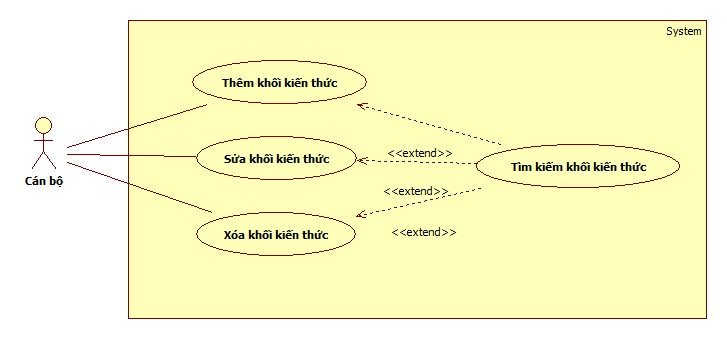 System
Thêm khối kiến thức
<<extend>>
Sửa khối kiến thức
Tìm kiếm khối kiến thức
Cán bộ
<<extend>>
Xóa khối kiến thức
<<extend>>